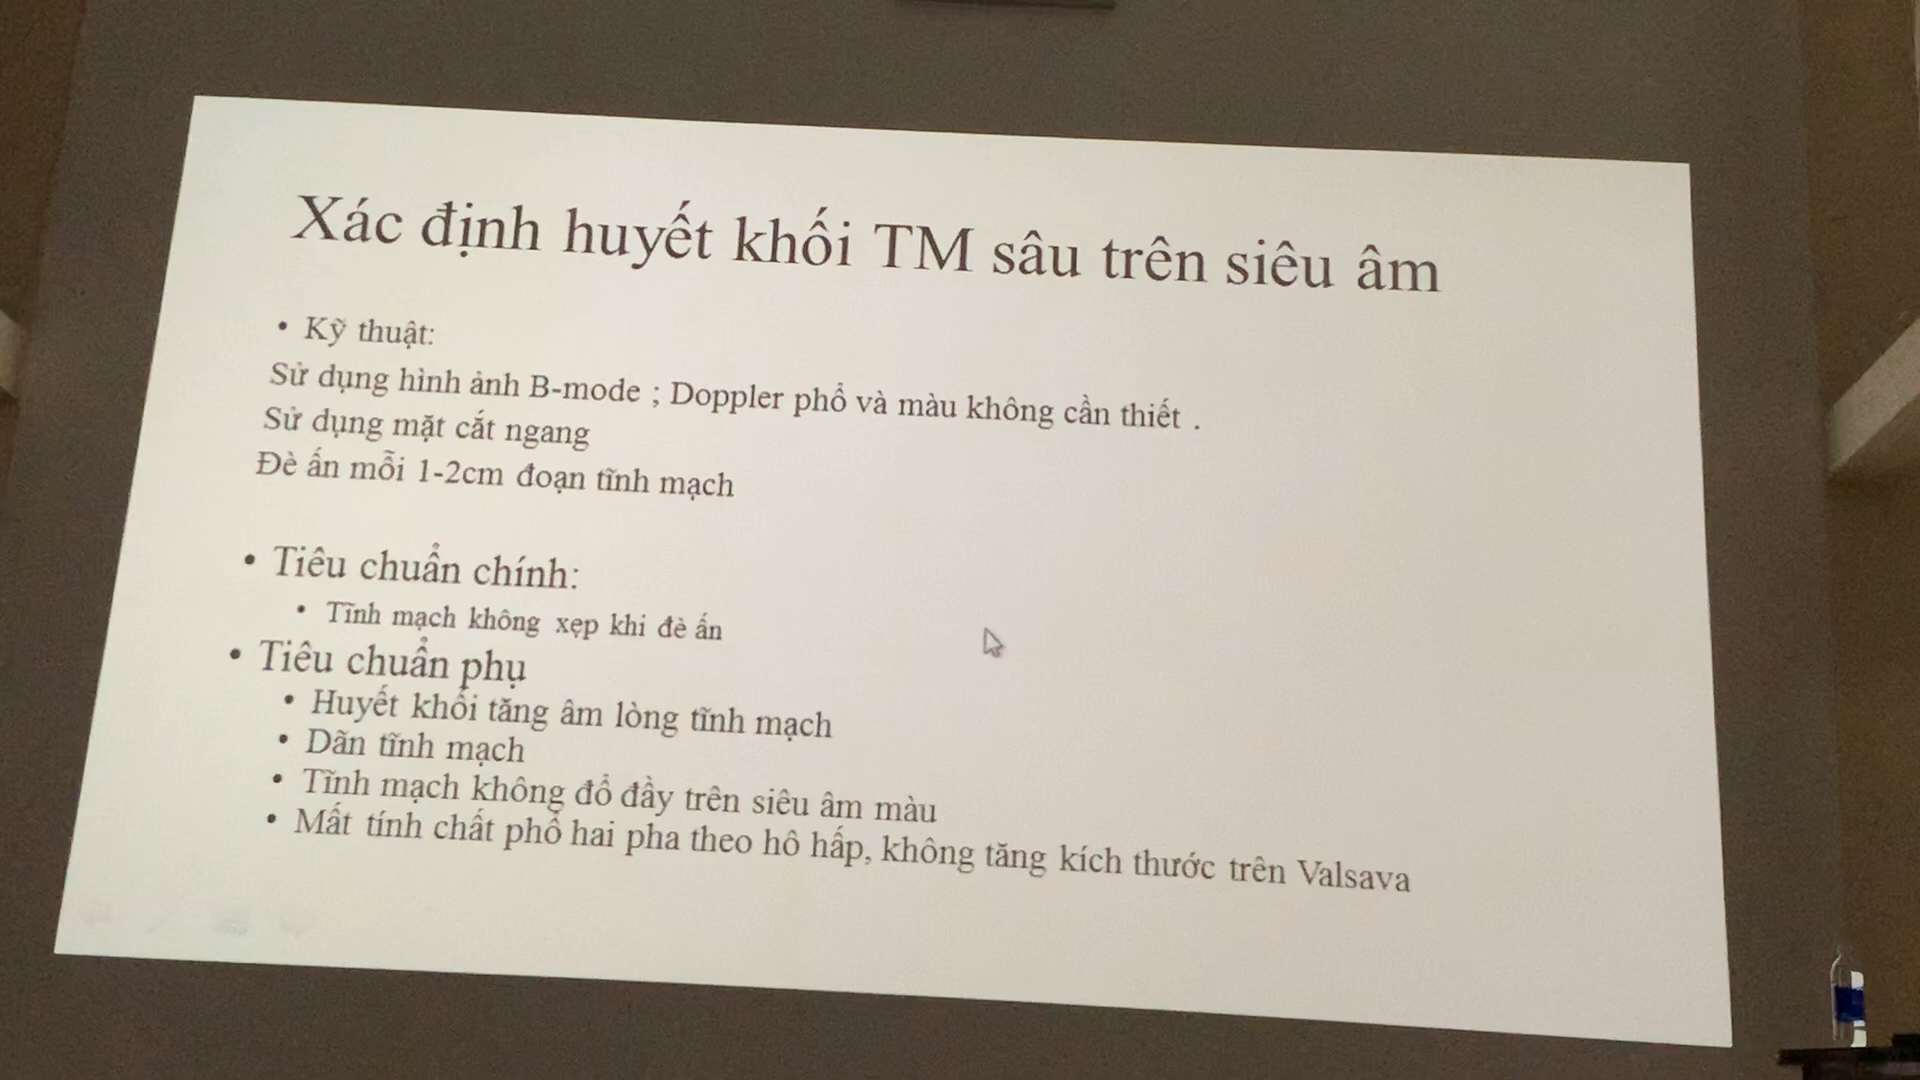 Xác định huyết khối TM sâu trên siêu âm
• Kỹ thuật:
Sử dụng hình ảnh B-mode ; Doppler phổ và màu không cần thiết .
Sử dụng mặt cắt ngang
Đè ấn mỗi 1-2cm đoạn tĩnh mạch
• Tiêu chuẩn chính:
• Tĩnh mạch không xẹp khi đè ấn
• Tiêu chuẩn phụ
• Huyết khối tăng âm lòng tĩnh mạch
• Dãn tĩnh mạch
• Tĩnh mạch không đổ đầy trên siêu âm màu
• Mất tính chất phổ hai pha theo hô hấp, không tăng kích thước trên Valsava